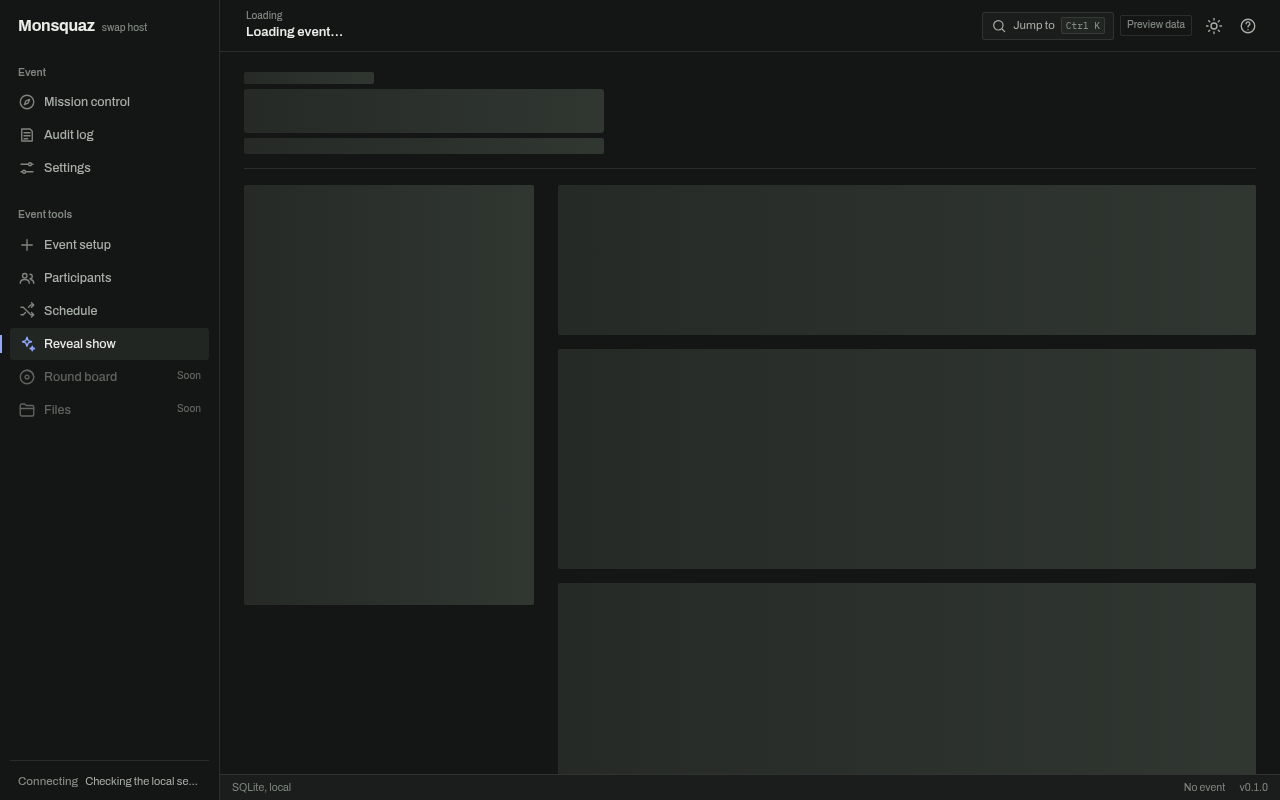 Monsquaz swap host
Event
Mission control
Audit log
Settings
Event tools
Event setup
Participants
Schedule
Reveal show
Round board Soon
Files Soon
Connecting Checking the local se...
Loading
Loading event...
Jump to Ctrl K
Preview data
SQLite, local
No event v0.1.0